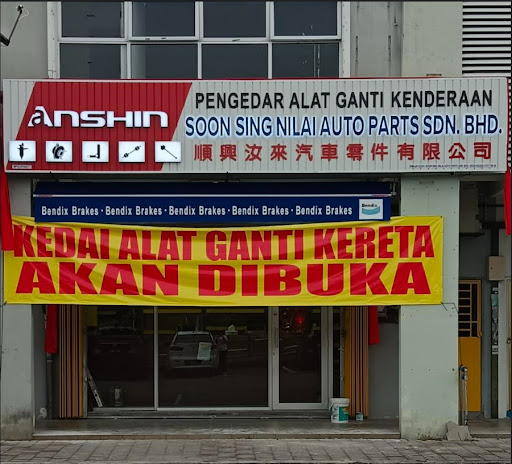 ANSHIN
PENGEDAR ALAT GANTI KENDERAAN
SOON SING NILAI AUTO PARTS SDN. BHD.
順興汝來汽車零件有限公司
Bendix Brakes · Bendix Brakes · Bendix Brakes · Bendix Brakes · Bendix Brakes
Bendix
KEDAI ALAT GANTI KERETA
AKAN DIBUKA